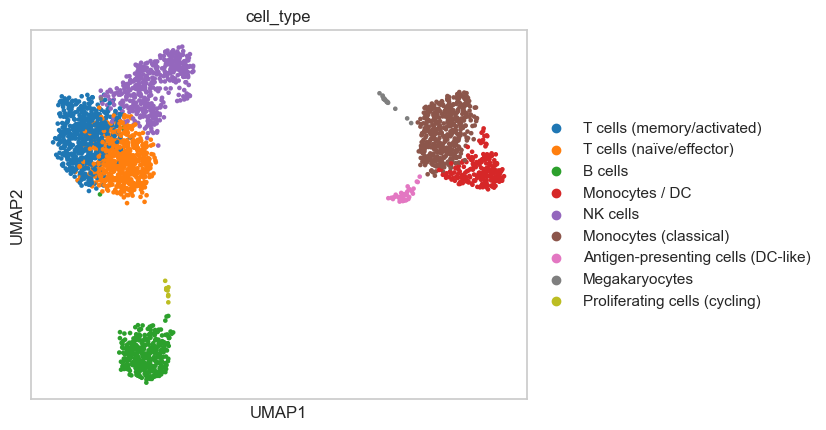 cell_type
UMAP2
UMAP1
T cells (memory/activated)
T cells (naïve/effector)
B cells
Monocytes / DC
NK cells
Monocytes (classical)
Antigen-presenting cells (DC-like)
Megakaryocytes
Proliferating cells (cycling)